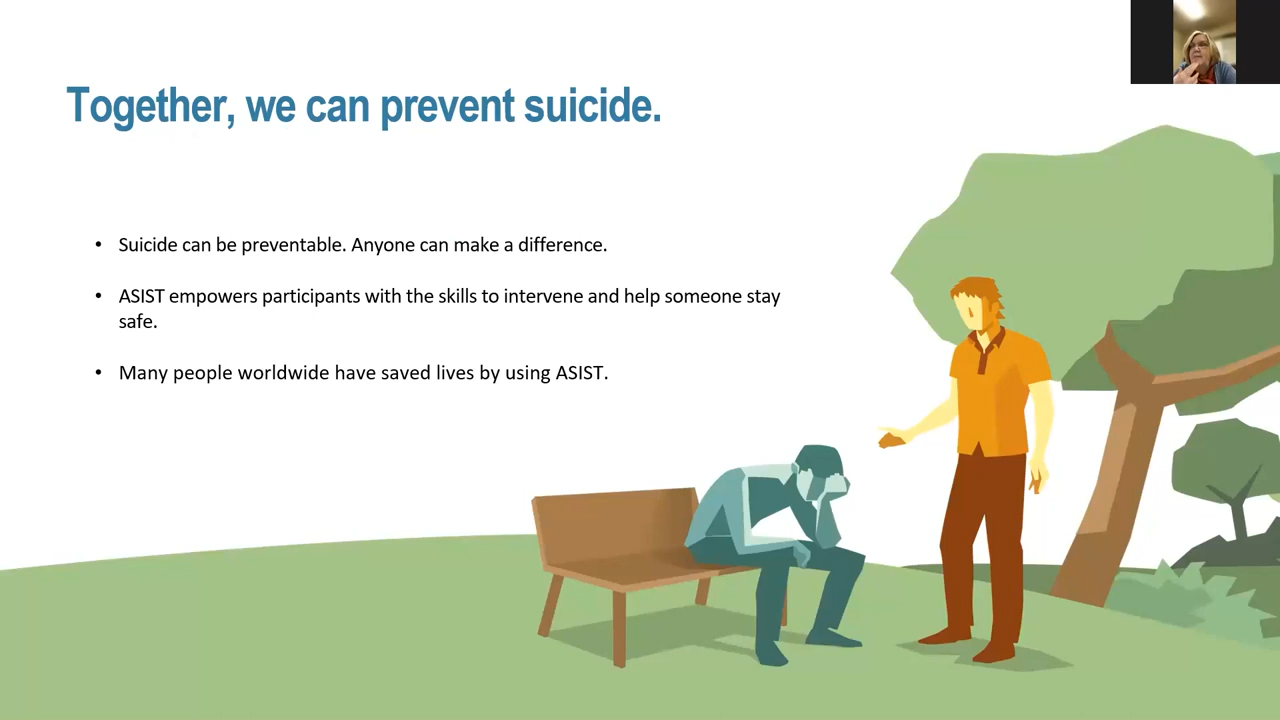 Together, we can prevent suicide.
• Suicide can be preventable. Anyone can make a difference.
• ASIST empowers participants with the skills to intervene and help someone stay
safe.
• Many people worldwide have saved lives by using ASIST.